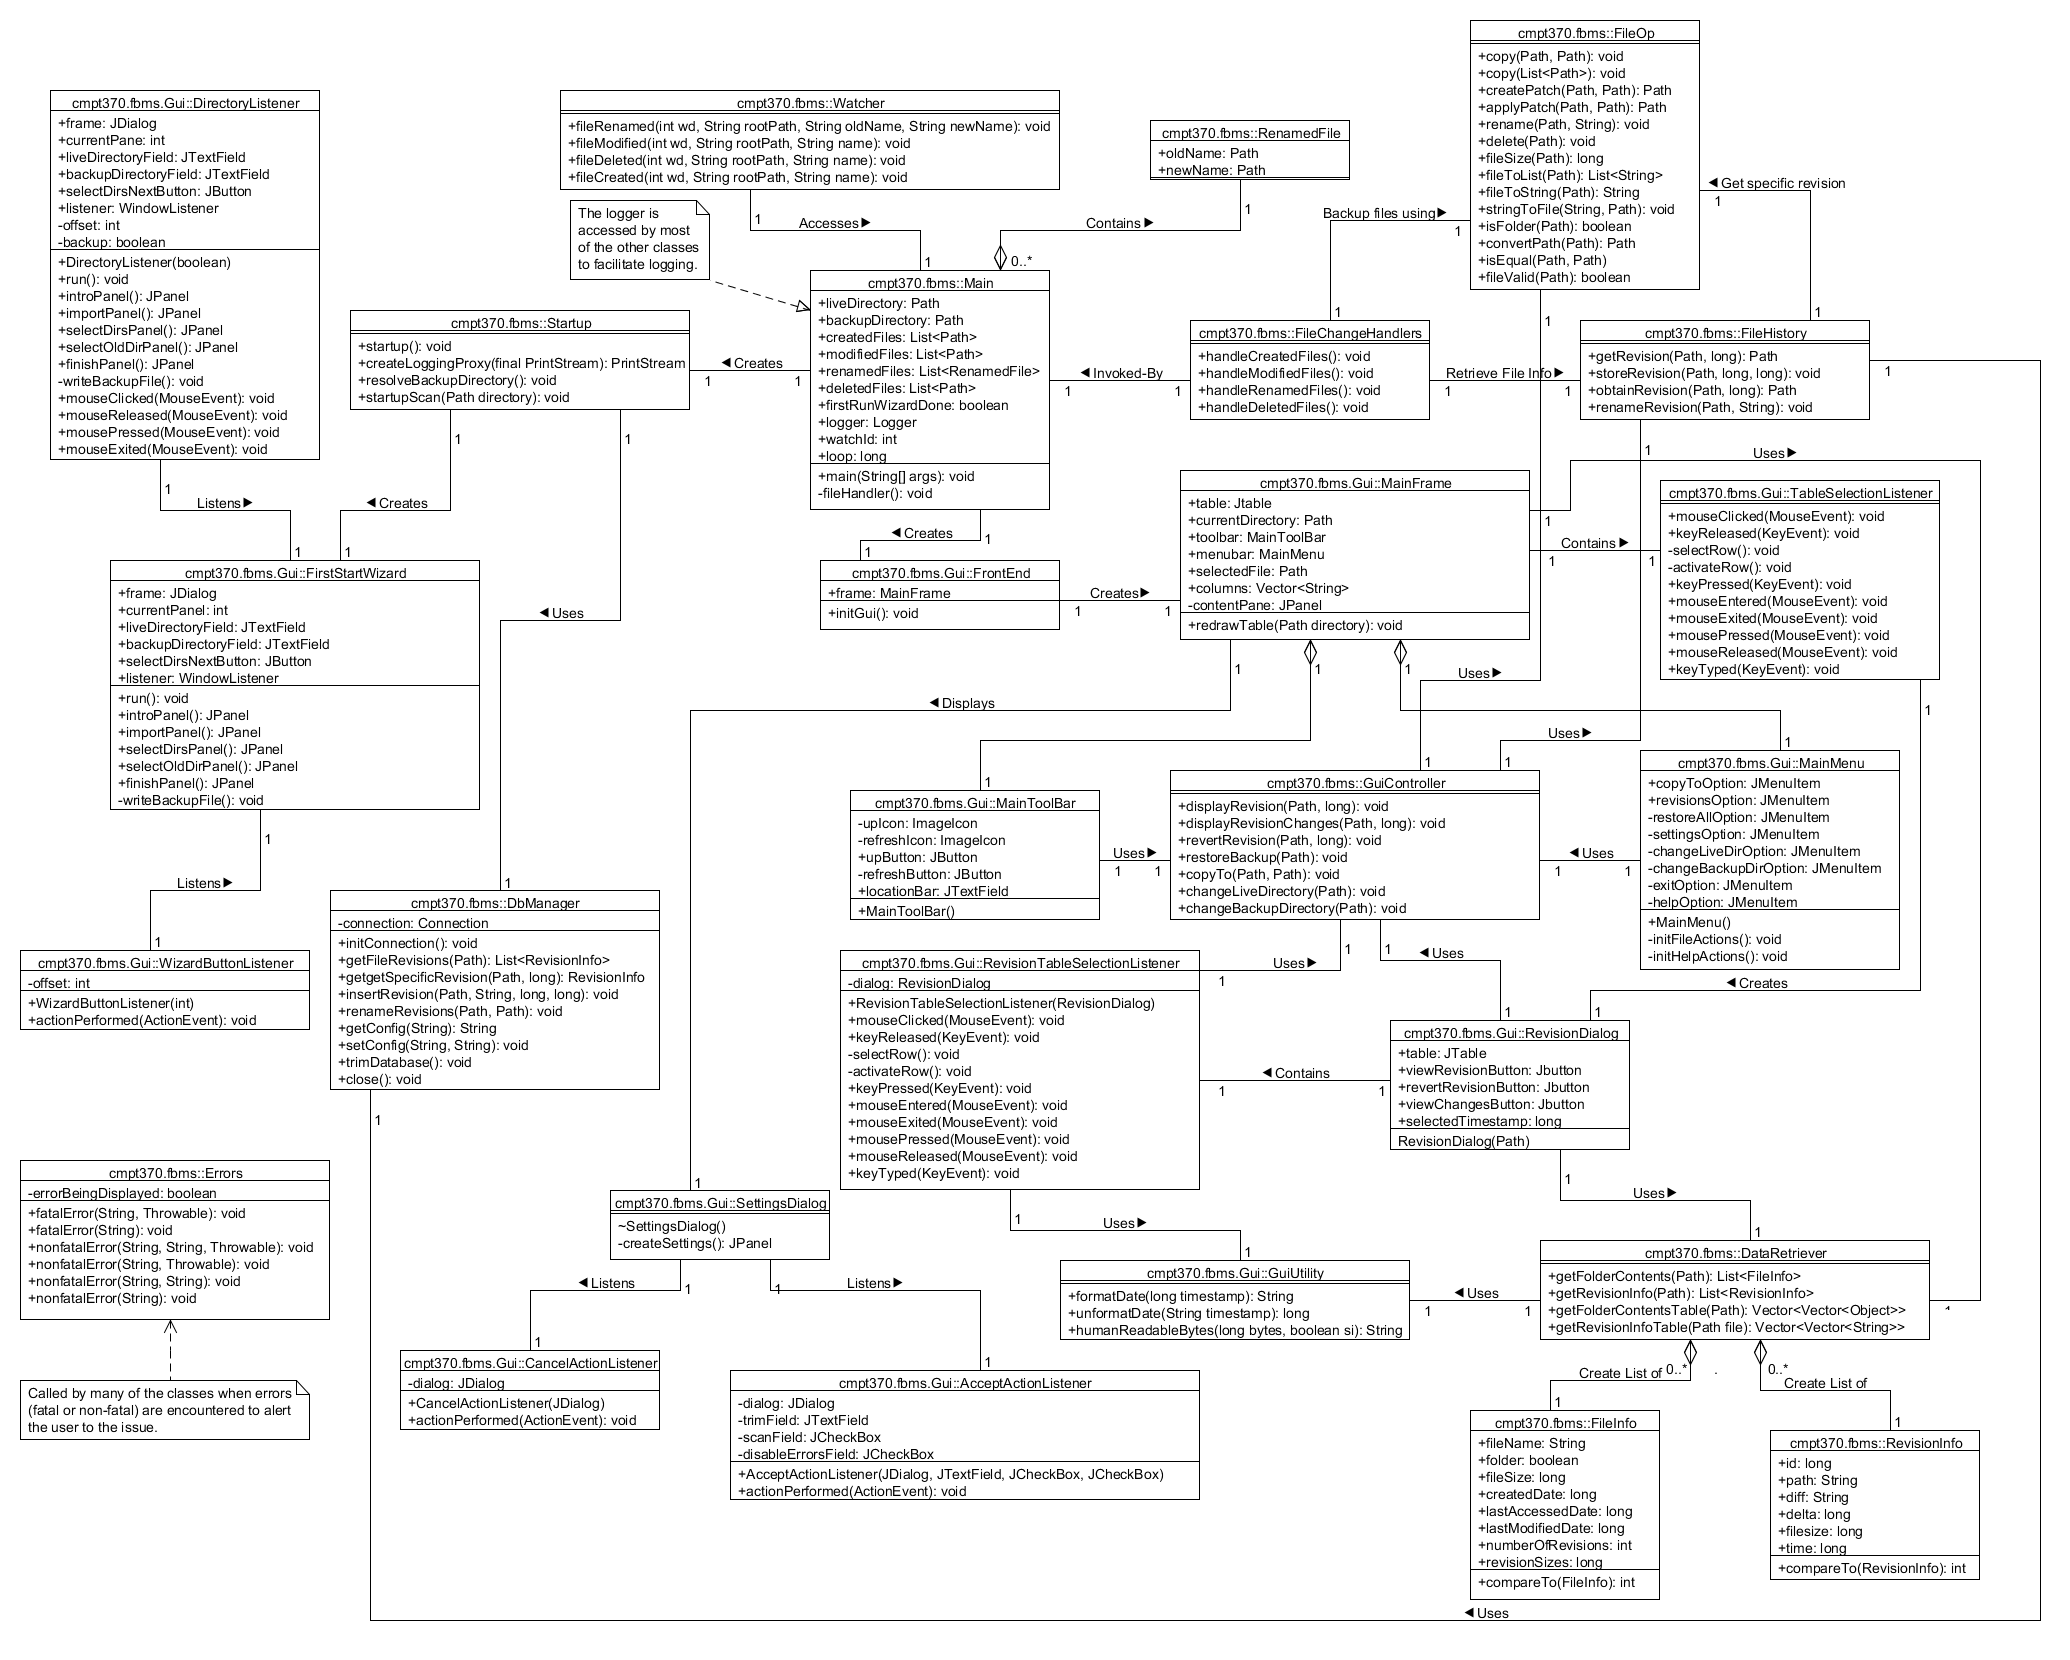 cmpt370.fbms::FileOp
+copy(Path, Path): void
+copy(List<Path>): void
+createPatch(Path, Path): Path
+applyPatch(Path, Path): Path
+rename(Path, String): void
+delete(Path): void
+fileSize(Path): long
+fileToList(Path): List<String>
+fileToString(Path): String
+stringToFile(String, Path): void
+isFolder(Path): boolean
+convertPath(Path): Path
+isEqual(Path, Path)
+fileValid(Path): boolean
cmpt370.fbms.Gui::DirectoryListener
+frame: JDialog
+currentPane: int
+liveDirectoryField: JTextField
+backupDirectoryField: JTextField
+selectDirsNextButton: JButton
+listener: WindowListener
-offset: int
-backup: boolean
+DirectoryListener(boolean)
+run(): void
+introPanel(): JPanel
+importPanel(): JPanel
+selectDirsPanel(): JPanel
+selectOldDirPanel(): JPanel
+finishPanel(): JPanel
-writeBackupFile(): void
+mouseClicked(MouseEvent): void
+mouseReleased(MouseEvent): void
+mousePressed(MouseEvent): void
+mouseExited(MouseEvent): void
cmpt370.fbms::Watcher
+fileRenamed(int wd, String rootPath, String oldName, String newName): void
+fileModified(int wd, String rootPath, String name): void
+fileDeleted(int wd, String rootPath, String name): void
+fileCreated(int wd, String rootPath, String name): void
cmpt370.fbms::RenamedFile
+oldName: Path
+newName: Path
◄ Get specific revision
1
1
The logger is
accessed by most
of the other classes
to facilitate logging.
1
Accesses ►
1
1
Contains ►
0..*
Backup files using►
1
1
cmpt370.fbms::Main
+liveDirectory: Path
+backupDirectory: Path
+createdFiles: List<Path>
+modifiedFiles: List<Path>
+renamedFiles: List<RenamedFile>
+deletedFiles: List<Path>
+firstRunWizardDone: boolean
+logger: Logger
+watchId: int
+loop: long
+main(String[] args): void
-fileHandler(): void
cmpt370.fbms::Startup
+startup(): void
+createLoggingProxy(final PrintStream): PrintStream
+resolveBackupDirectory(): void
+startupScan(Path directory): void
◄ Creates
1
1
cmpt370.fbms::FileChangeHandlers
+handleCreatedFiles(): void
+handleModifiedFiles(): void
+handleRenamedFiles(): void
+handleDeletedFiles(): void
◄ Invoked-By
1
1
Retrieve File Info►
1
1
cmpt370.fbms::FileHistory
+getRevision(Path, long): Path
+storeRevision(Path, long, long): void
+obtainRevision(Path, long): Path
+renameRevision(Path, String): void
1
1
1
1
1
Uses ►
1
Listens ►
1
◄ Creates
1
1
◄ Creates
1
1
cmpt370.fbms.Gui::MainFrame
+table: Jtable
+currentDirectory: Path
+toolbar: MainToolBar
+menubar: MainMenu
+selectedFile: Path
+columns: Vector<String>
-contentPane: JPanel
+redrawTable(Path directory): void
1
Contains ►
1
1
cmpt370.fbms.Gui::TableSelectionListener
+mouseClicked(MouseEvent): void
+keyReleased(KeyEvent): void
-selectRow(): void
-activateRow(): void
+keyPressed(KeyEvent): void
+mouseEntered(MouseEvent): void
+mouseExited(MouseEvent): void
+mousePressed(MouseEvent): void
+mouseReleased(MouseEvent): void
+keyTyped(KeyEvent): void
cmpt370.fbms.Gui::FirstStartWizard
+frame: JDialog
+currentPanel: int
+liveDirectoryField: JTextField
+backupDirectoryField: JTextField
+selectDirsNextButton: JButton
+listener: WindowListener
+run(): void
+introPanel(): JPanel
+importPanel(): JPanel
+selectDirsPanel(): JPanel
+selectOldDirPanel(): JPanel
+finishPanel(): JPanel
-writeBackupFile(): void
cmpt370.fbms.Gui::FrontEnd
+frame: MainFrame
+initGui(): void
Creates►
1
1
◄ Uses
1
1
1
1
◄ Displays
Uses ►
Uses ►
1
1
1
1
1
cmpt370.fbms.Gui::MainToolBar
-upIcon: ImageIcon
-refreshIcon: ImageIcon
+upButton: JButton
-refreshButton: JButton
+locationBar: JTextField
+MainToolBar()
Uses ►
1
1
cmpt370.fbms::GuiController
+displayRevision(Path, long): void
+displayRevisionChanges(Path, long): void
+revertRevision(Path, long): void
+restoreBackup(Path): void
+copyTo(Path, Path): void
+changeLiveDirectory(Path): void
+changeBackupDirectory(Path): void
◄ Uses
1
1
cmpt370.fbms.Gui::MainMenu
+copyToOption: JMenuItem
+revisionsOption: JMenuItem
-restoreAllOption: JMenuItem
-settingsOption: JMenuItem
-changeLiveDirOption: JMenuItem
-changeBackupDirOption: JMenuItem
-exitOption: JMenuItem
-helpOption: JMenuItem
+MainMenu()
-initFileActions(): void
-initHelpActions(): void
1
Listens ►
1
1
cmpt370.fbms::DbManager
-connection: Connection
+initConnection(): void
+getFileRevisions(Path): List<RevisionInfo>
+getgetSpecificRevision(Path, long): RevisionInfo
+insertRevision(Path, String, long, long): void
+renameRevisions(Path, Path): void
+getConfig(String): String
+setConfig(String, String): void
+trimDatabase(): void
+close(): void
1
cmpt370.fbms.Gui::WizardButtonListener
-offset: int
+WizardButtonListener(int)
+actionPerformed(ActionEvent): void
cmpt370.fbms.Gui::RevisionTableSelectionListener
-dialog: RevisionDialog
+RevisionTableSelectionListener(RevisionDialog)
+mouseClicked(MouseEvent): void
+keyReleased(KeyEvent): void
-selectRow(): void
-activateRow(): void
+keyPressed(KeyEvent): void
+mouseEntered(MouseEvent): void
+mouseExited(MouseEvent): void
+mousePressed(MouseEvent): void
+mouseReleased(MouseEvent): void
+keyTyped(KeyEvent): void
1
Uses ►
1
1
◄ Uses
1
◄ Creates
1
◄ Contains
1
1
cmpt370.fbms.Gui::RevisionDialog
+table: JTable
+viewRevisionButton: Jbutton
+revertRevisionButton: Jbutton
+viewChangesButton: Jbutton
+selectedTimestamp: long
RevisionDialog(Path)
1
Uses ►
1
cmpt370.fbms::Errors
-errorBeingDisplayed: boolean
+fatalError(String, Throwable): void
+fatalError(String): void
+nonfatalError(String, String, Throwable): void
+nonfatalError(String, Throwable): void
+nonfatalError(String, String): void
+nonfatalError(String): void
Called by many of the classes when errors
(fatal or non-fatal) are encountered to alert
the user to the issue.
1
cmpt370.fbms.Gui::SettingsDialog
~SettingsDialog()
-createSettings(): JPanel
◄ Listens
1
1
Listens ►
1
1
1
Uses ►
1
cmpt370.fbms.Gui::GuiUtility
+formatDate(long timestamp): String
+unformatDate(String timestamp): long
+humanReadableBytes(long bytes, boolean si): String
◄ Uses
1
1
cmpt370.fbms::DataRetriever
+getFolderContents(Path): List<FileInfo>
+getRevisionInfo(Path): List<RevisionInfo>
+getFolderContentsTable(Path): Vector<Vector<Object>>
+getRevisionInfoTable(Path file): Vector<Vector<String>>
1
cmpt370.fbms.Gui::CancelActionListener
-dialog: JDialog
+CancelActionListener(JDialog)
+actionPerformed(ActionEvent): void
cmpt370.fbms.Gui::AcceptActionListener
-dialog: JDialog
-trimField: JTextField
-scanField: JCheckBox
-disableErrorsField: JCheckBox
+AcceptActionListener(JDialog, JTextField, JCheckBox, JCheckBox)
+actionPerformed(ActionEvent): void
Create List of
0..*
1
0..*
Create List of
1
cmpt370.fbms::FileInfo
+fileName: String
+folder: boolean
+fileSize: long
+createdDate: long
+lastAccessedDate: long
+lastModifiedDate: long
+numberOfRevisions: int
+revisionSizes: long
+compareTo(FileInfo): int
cmpt370.fbms::RevisionInfo
+id: long
+path: String
+diff: String
+delta: long
+filesize: long
+time: long
+compareTo(RevisionInfo): int
◄ Uses